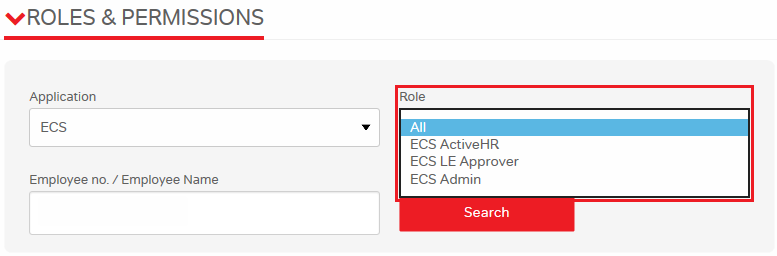 ROLES & PERMISSIONS
Application
ECS
Role
All
ECS ActiveHR
ECS LE Approver
ECS Admin
Employee no. / Employee Name
Search